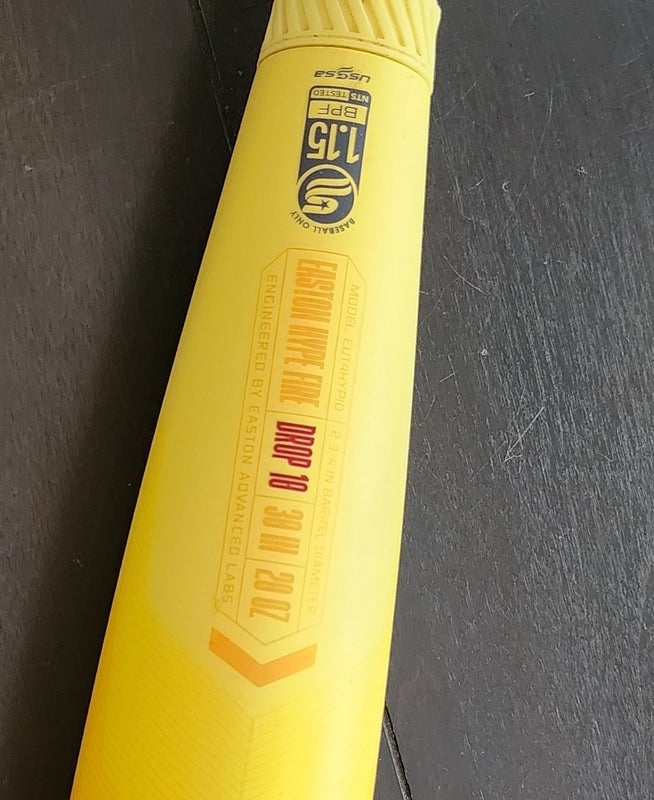 USSSA
NTS TESTED
BPF
1.15
BASEBALL ONLY
MODEL EUT4HYP10 2 3/4 IN BARREL DIAMETER
EASTON HYPE FIRE DROP 10 30 IN 20 OZ
ENGINEERED BY EASTON ADVANCED LABS